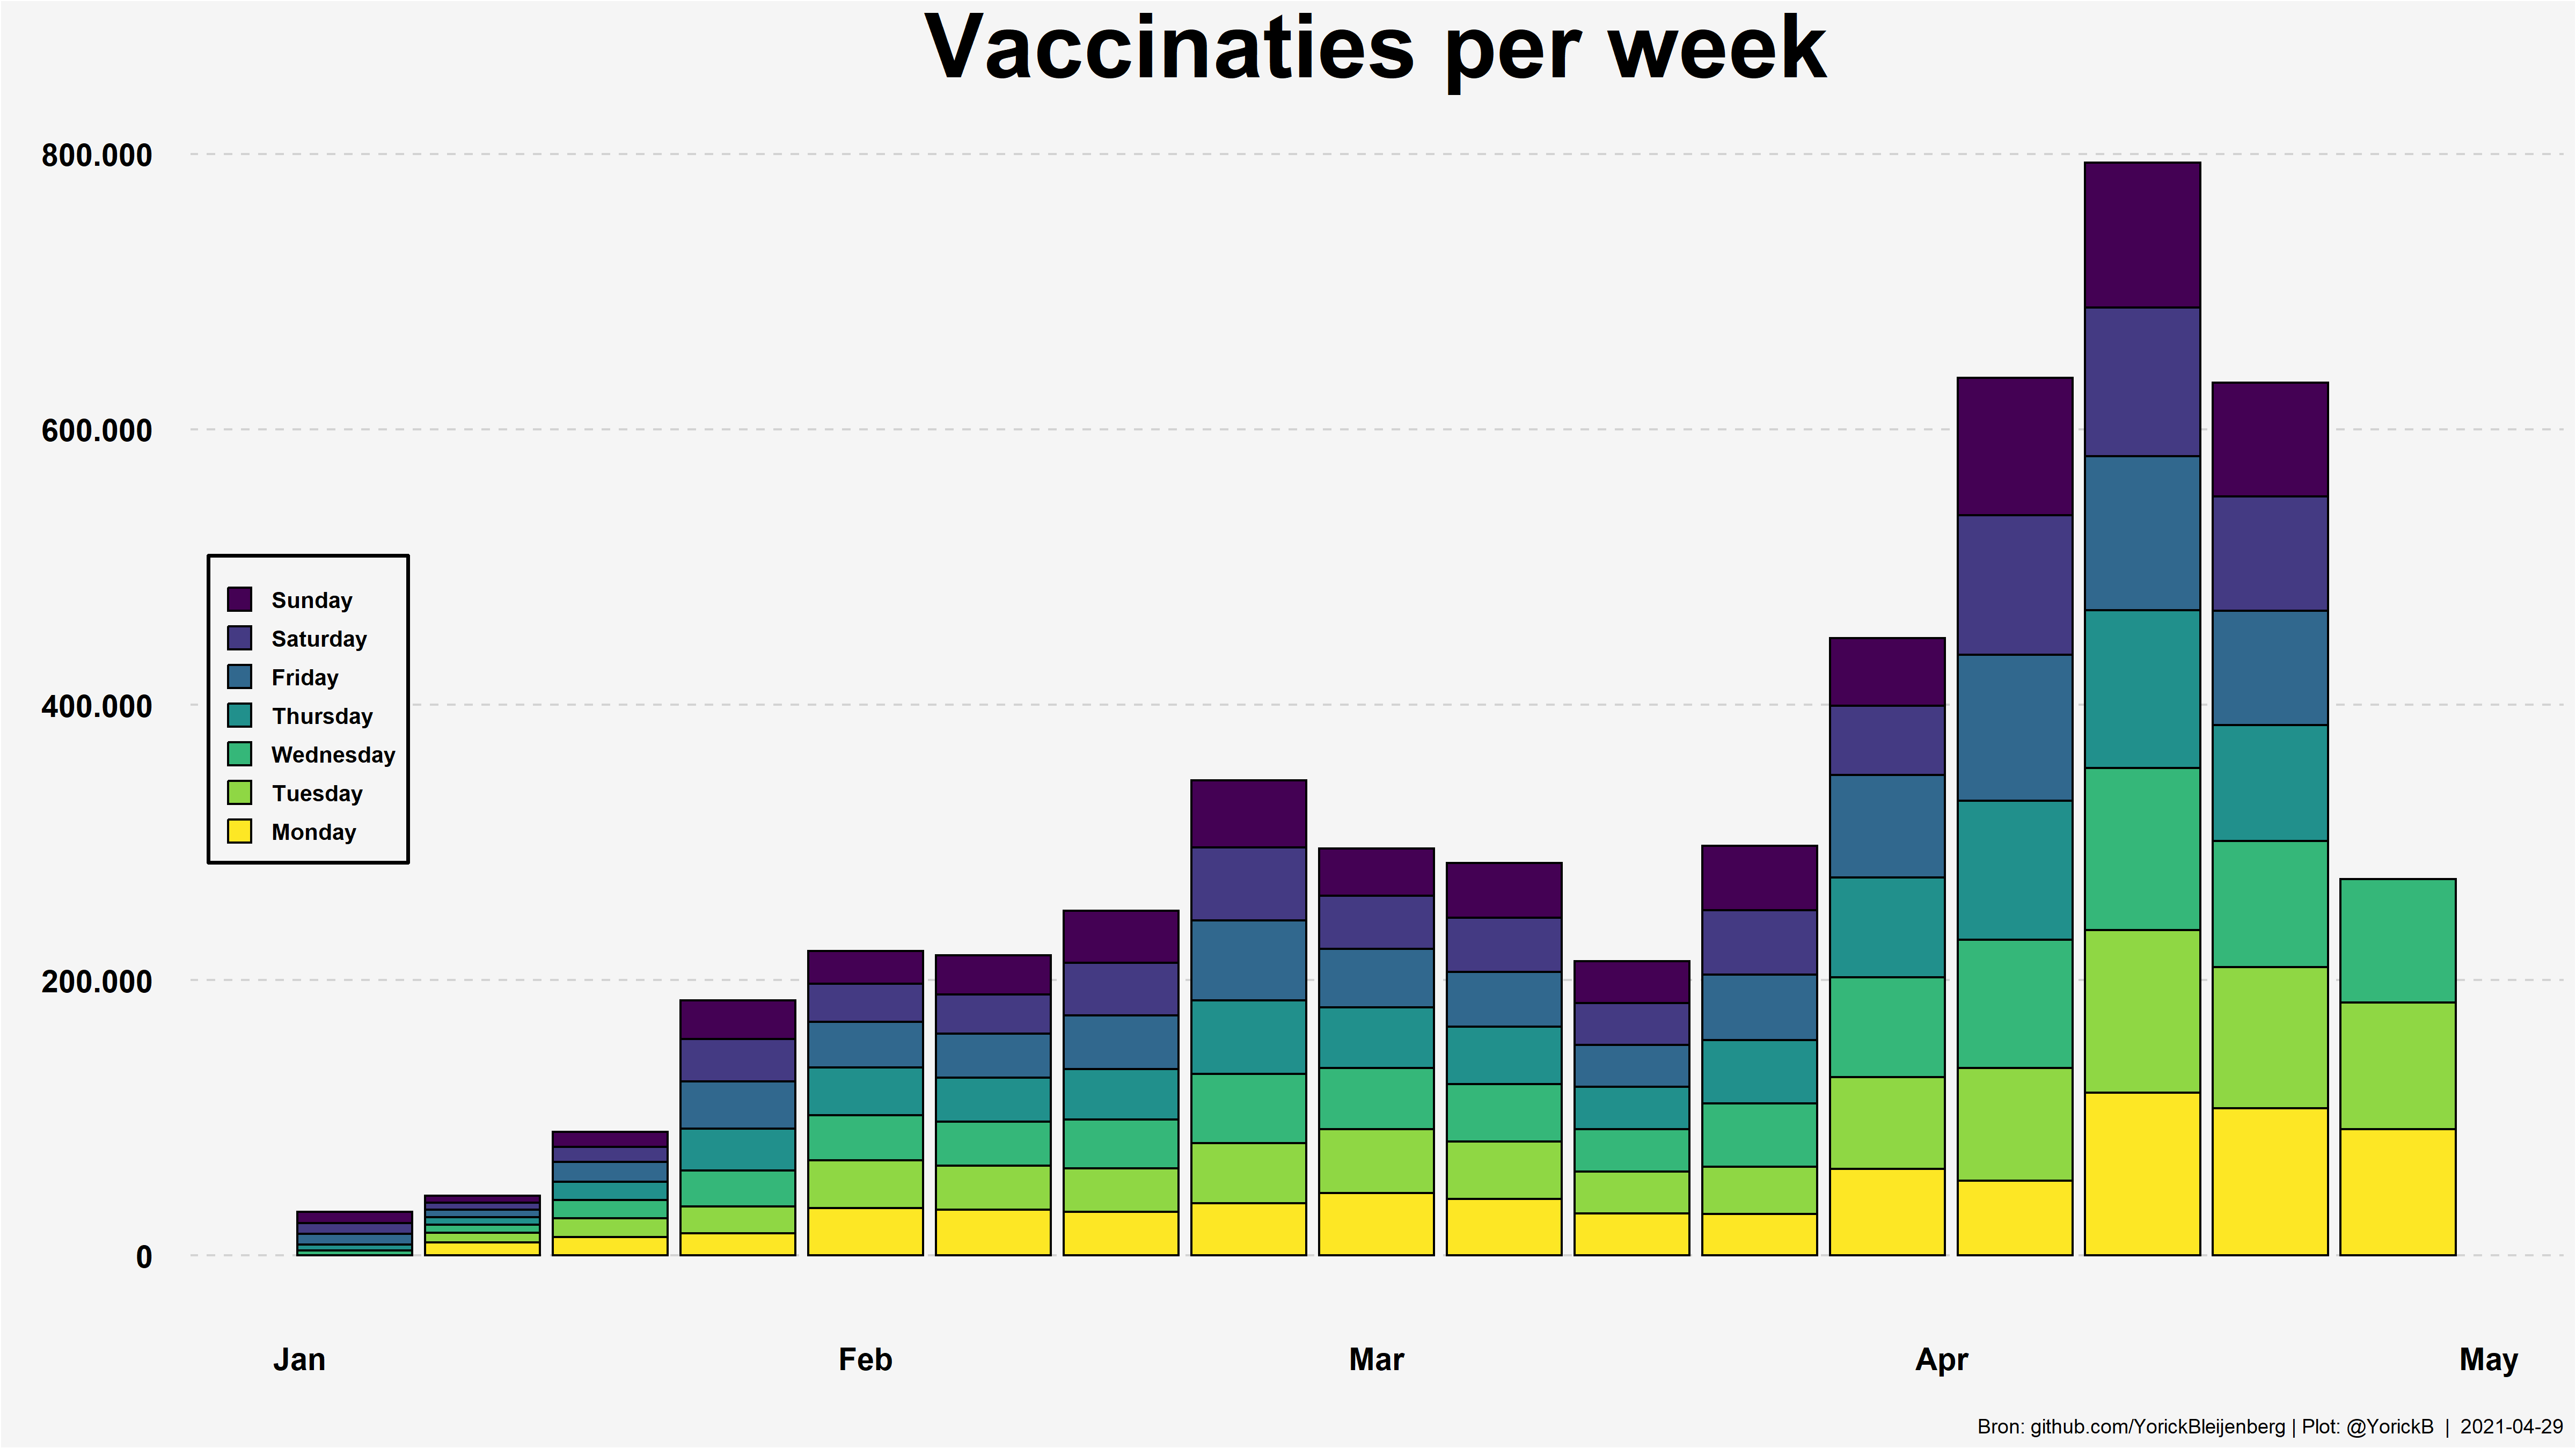 Vaccinaties per week
800.000
600.000
400.000
200.000
0
Sunday
Saturday
Friday
Thursday
Wednesday
Tuesday
Monday
Jan Feb Mar Apr May
Bron: github.com/YorickBleijenberg | Plot: @YorickB | 2021-04-29